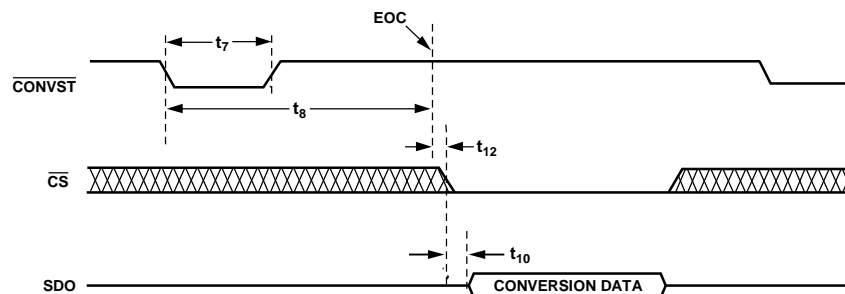 EOC
t7
CONVST
t8
t12
CS
t10
SDO
CONVERSION DATA